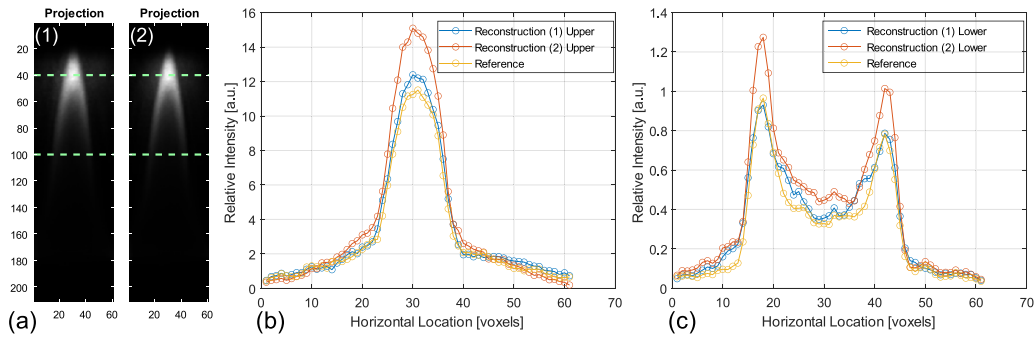 Projection
Projection
(1)
(2)
20
40
60
80
100
120
140
160
180
200
20 40 60
20 40 60
(a)
Relative Intensity [a.u.]
16
14
12
10
8
6
4
2
0
0 10 20 30 40 50 60 70
Horizontal Location [voxels]
Reconstruction (1) Upper
Reconstruction (2) Upper
Reference
(b)
Relative Intensity [a.u.]
1.4
1.2
1
0.8
0.6
0.4
0.2
0
0 10 20 30 40 50 60 70
Horizontal Location [voxels]
Reconstruction (1) Lower
Reconstruction (2) Lower
Reference
(c)